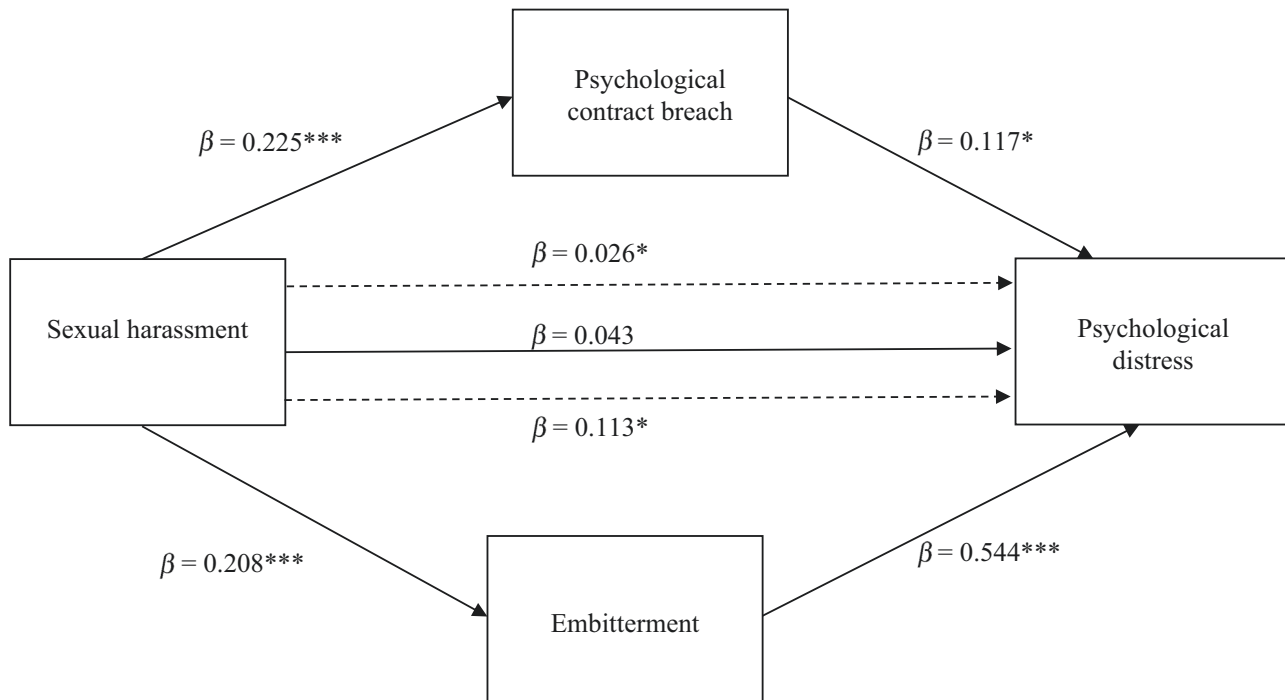 Psychological
contract breach
β = 0.225***
β = 0.117*
β = 0.026*
Sexual harassment
β = 0.043
Psychological
distress
β = 0.113*
β = 0.208***
β = 0.544***
Embitterment